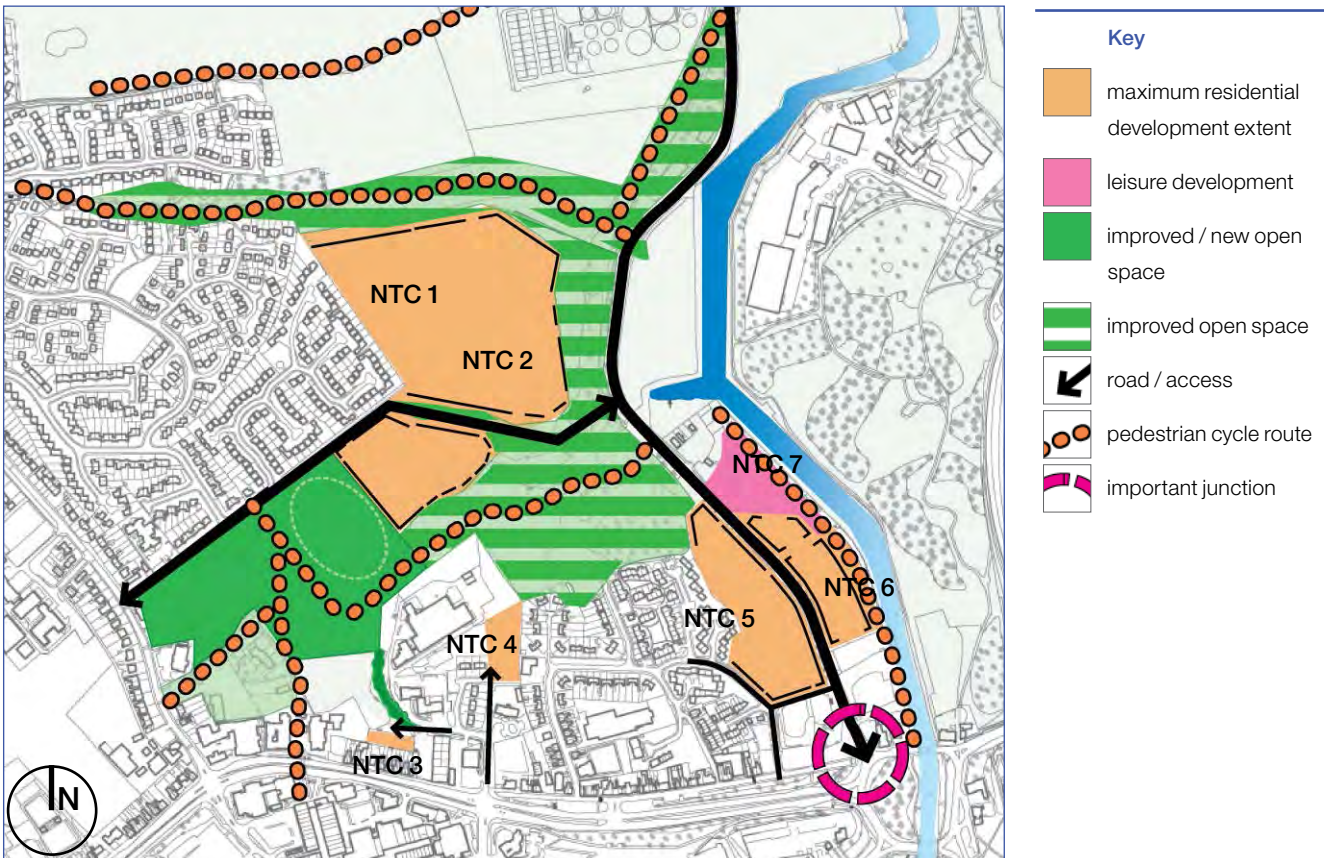 NTC 1
NTC 2
NTC 7
NTC 6
NTC 5
NTC 4
NTC 3
N
Key
maximum residential
development extent
leisure development
improved / new open
space
improved open space
road / access
pedestrian cycle route
important junction